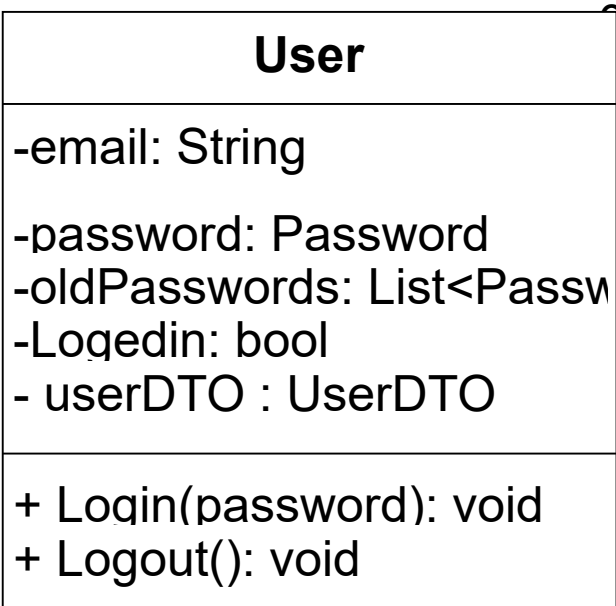 User
-email: String
-password: Password
-oldPasswords: List<Passw
-Logedin: bool
- userDTO : UserDTO
+ Login(password): void
+ Logout(): void